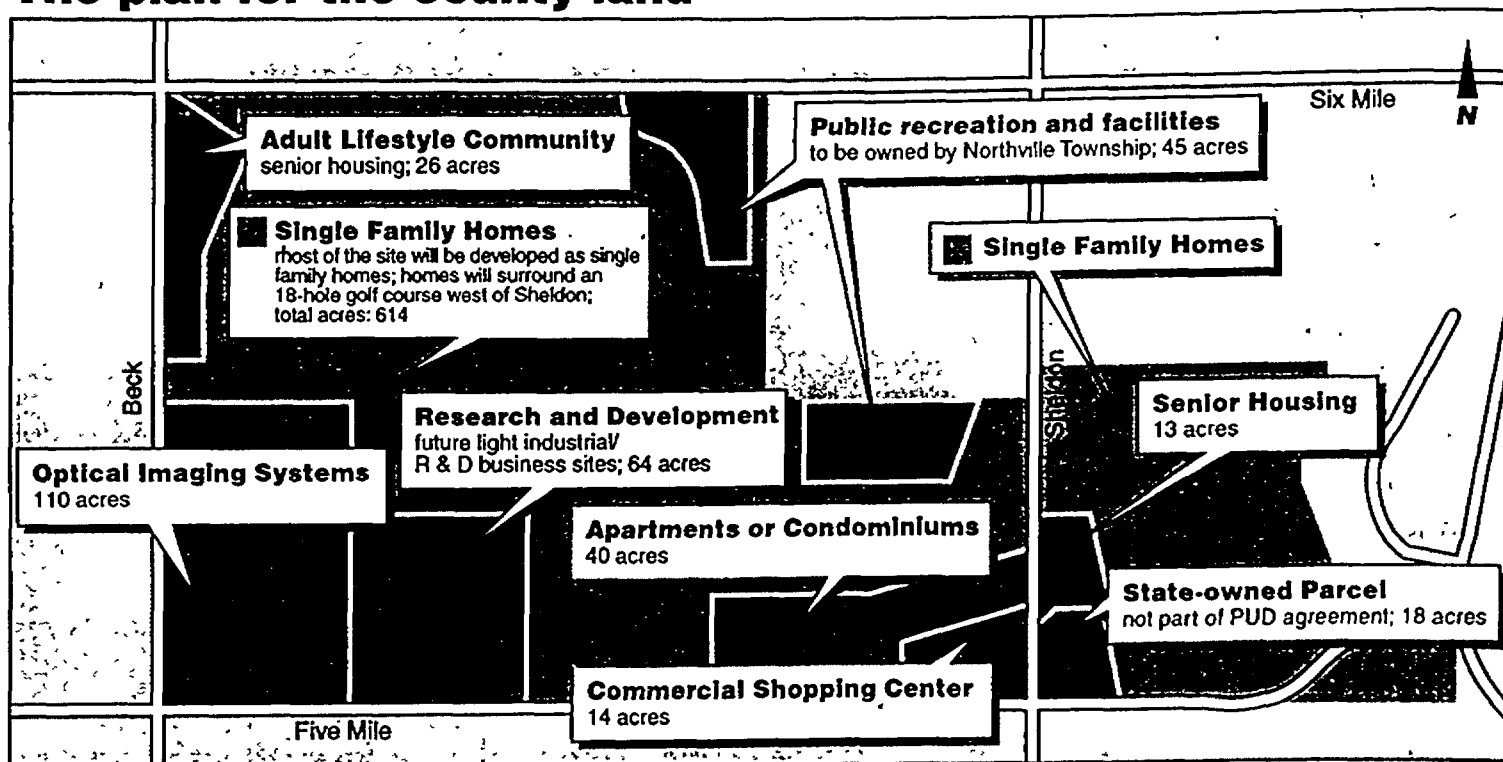 The plan for the county land
Six Mile
N
Adult Lifestyle Community
senior housing; 26 acres
Public recreation and facilities
to be owned by Northville Township; 45 acres
Single Family Homes
most of the site will be developed as single
family homes; homes will surround an
18-hole golf course west of Sheldon;
total acres: 614
Single Family Homes
Beck
Sheldon
Research and Development
future light industrial/
R & D business sites; 64 acres
Senior Housing
13 acres
Optical Imaging Systems
110 acres
Apartments or Condominiums
40 acres
State-owned Parcel
not part of PUD agreement; 18 acres
Commercial Shopping Center
14 acres
Five Mile